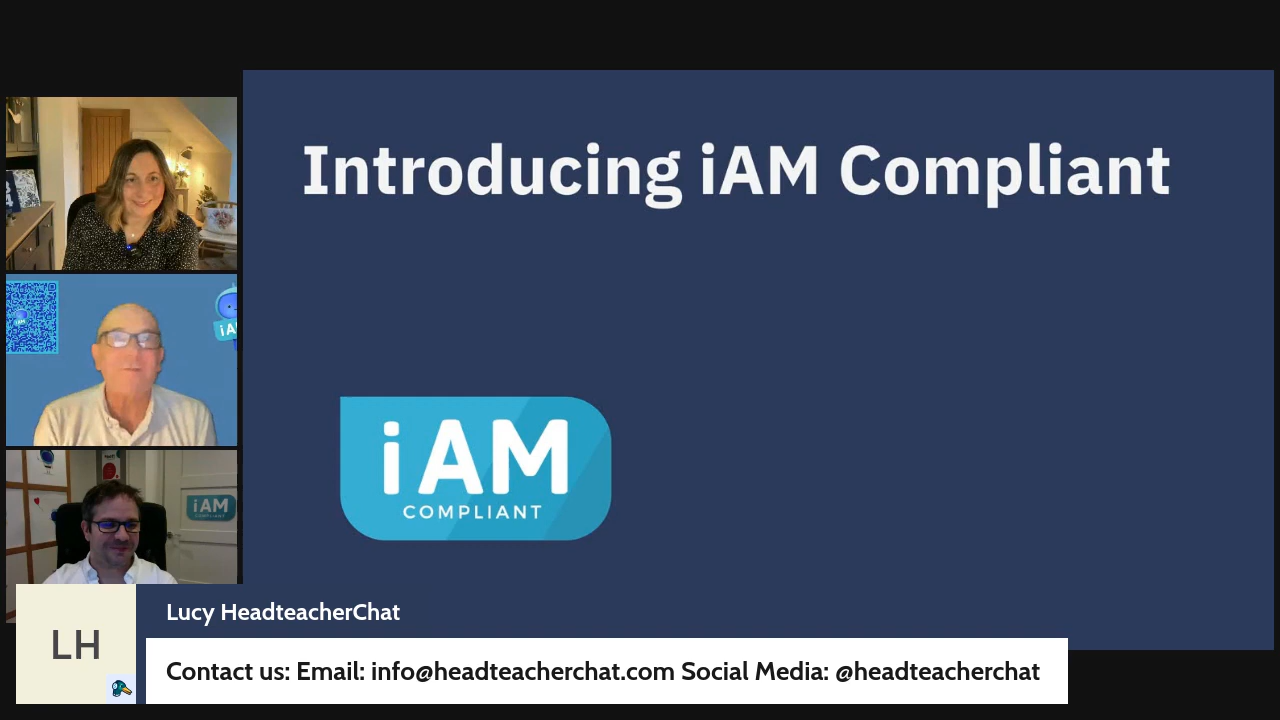 Introducing iAM Compliant
iAM
COMPLIANT
iA
iAM
COMPLIANT
LH
Lucy HeadteacherChat
Contact us: Email: info@headteacherchat.com Social Media: @headteacherchat